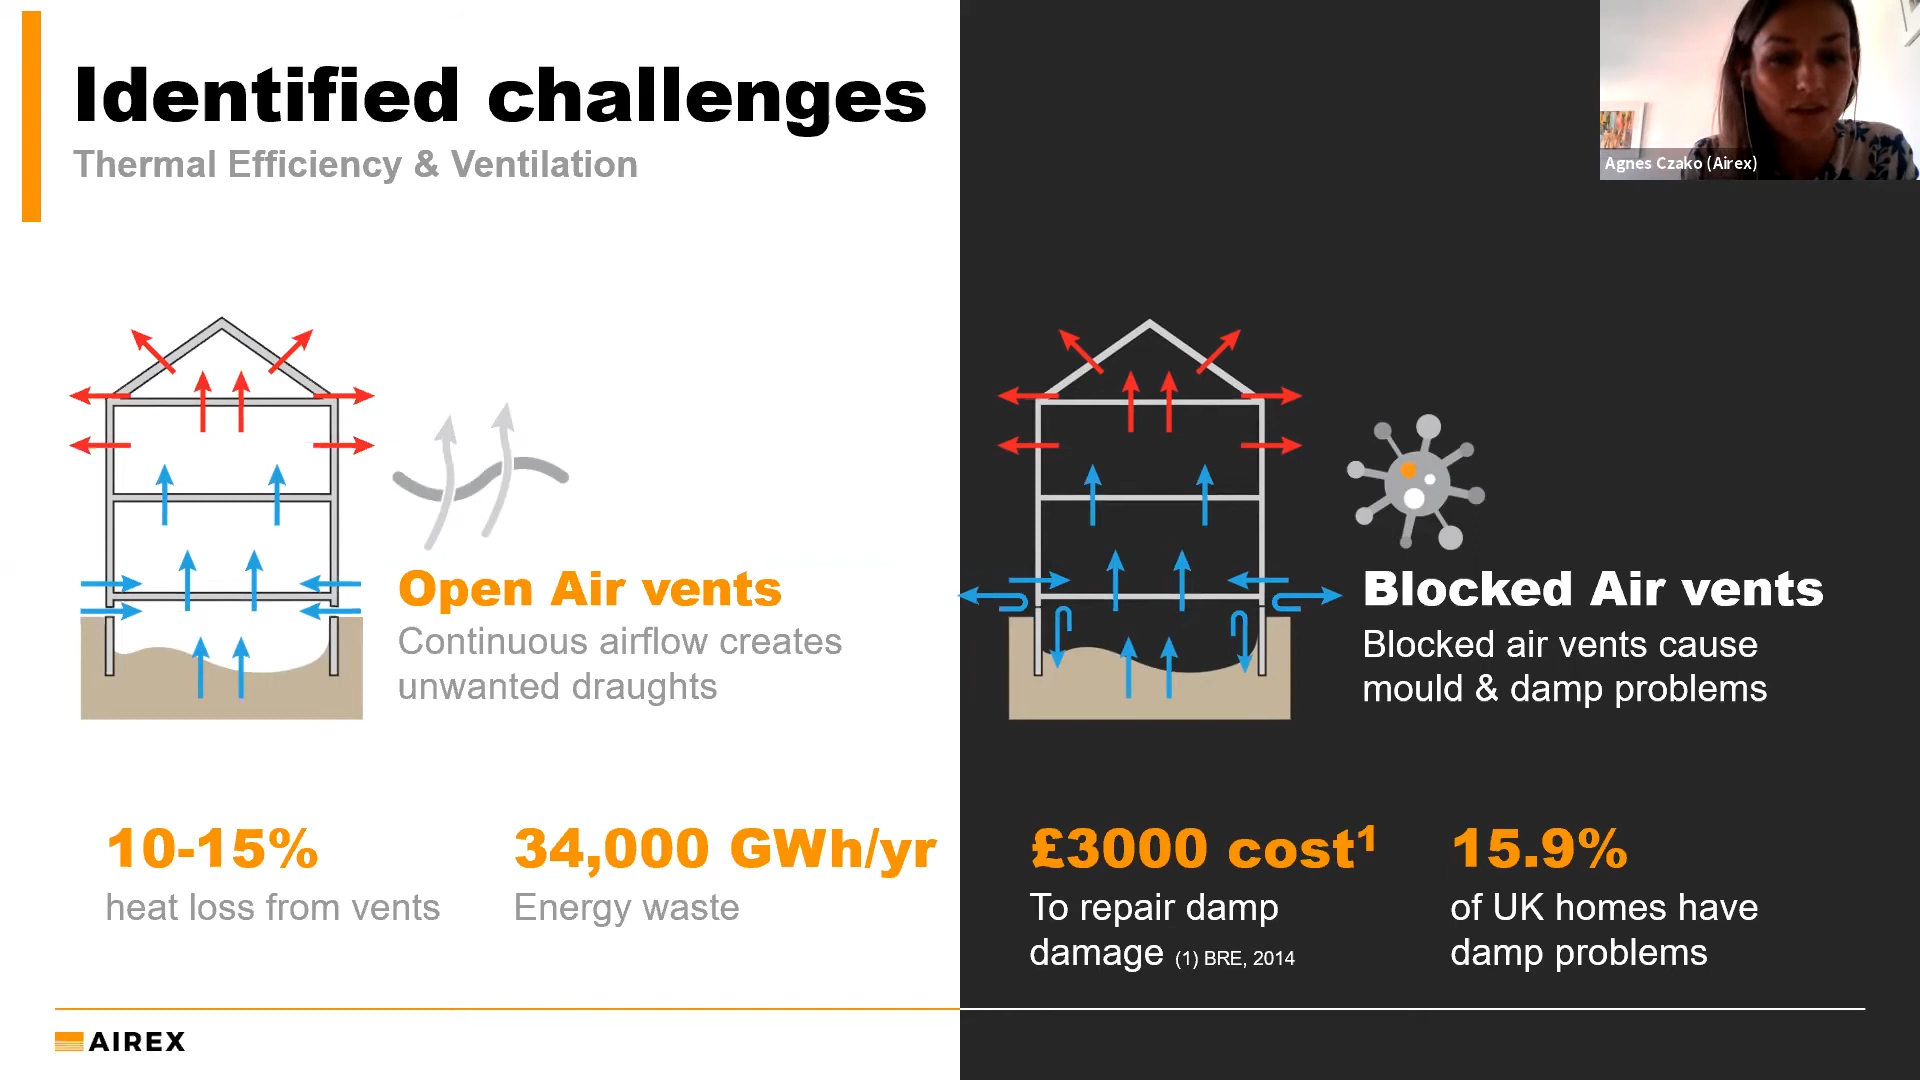 Identified challenges
Thermal Efficiency & Ventilation
Agnes Czako (Airex)
Open Air vents
Continuous airflow creates
unwanted draughts
Blocked Air vents
Blocked air vents cause
mould & damp problems
10-15%
heat loss from vents
34,000 GWh/yr
Energy waste
£3000 cost¹
To repair damp
damage (1) BRE, 2014
15.9%
of UK homes have
damp problems
AIREX